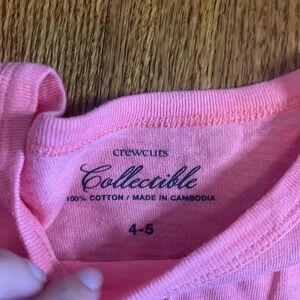 crewcuts
Collectible
100% COTTON / MADE IN CAMBODIA
4-5